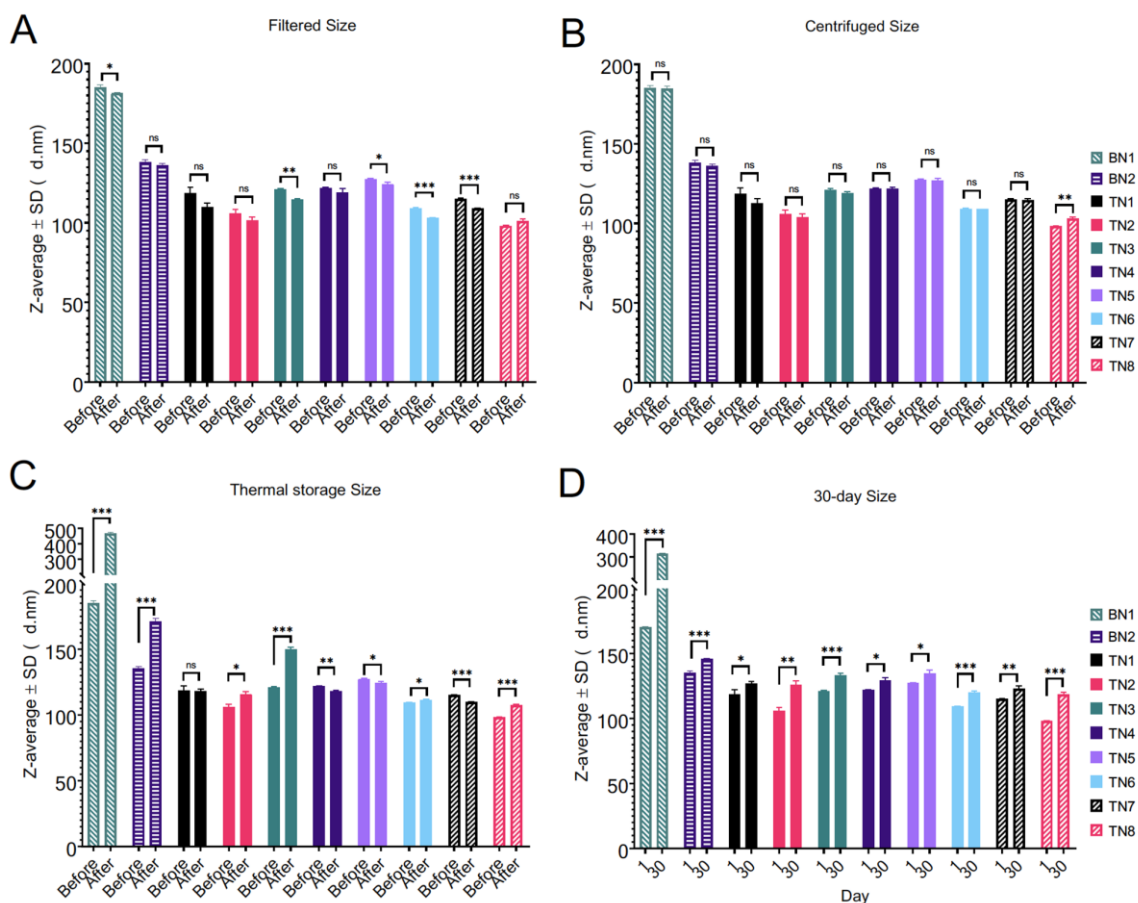 A
Filtered Size
Z-average ± SD ( d.nm)
200
150
100
50
0
* ns ns ns ** ns * *** *** ns
Before After Before After Before After Before After Before After Before After Before After Before After Before After Before After
B
Centrifuged Size
Z-average ± SD ( d.nm)
200
150
100
50
0
ns ns ns ns ns ns ns ns ns **
Before After Before After Before After Before After Before After Before After Before After Before After Before After Before After
BN1
BN2
TN1
TN2
TN3
TN4
TN5
TN6
TN7
TN8
C
Thermal storage Size
Z-average ± SD ( d.nm)
500
400
300
200
150
100
50
0
*** *** ns * *** ** * * *** ***
Before After Before After Before After Before After Before After Before After Before After Before After Before After Before After
D
30-day Size
Z-average ± SD ( d.nm)
400
300
200
150
100
50
0
*** *** * ** *** * * *** ** ***
1 30 1 30 1 30 1 30 1 30 1 30 1 30 1 30 1 30 1 30
Day
BN1
BN2
TN1
TN2
TN3
TN4
TN5
TN6
TN7
TN8